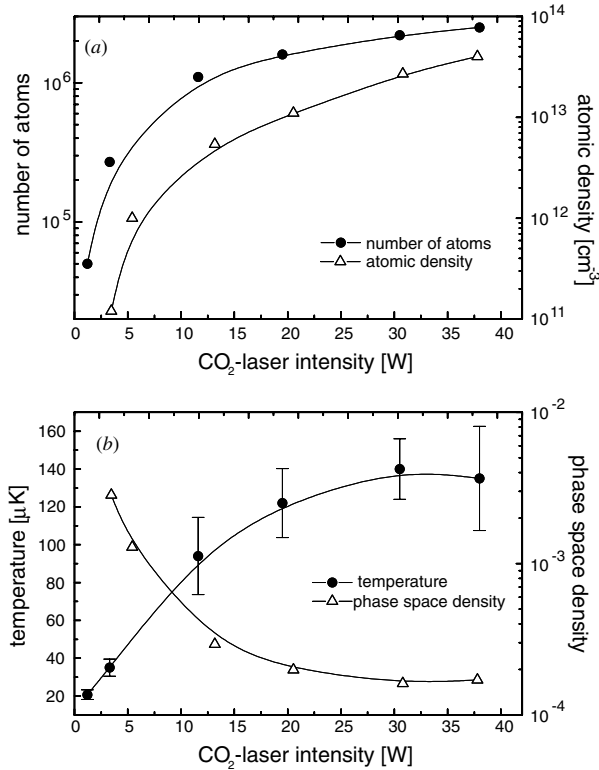 (a)
number of atoms
10^6
10^5
10^14
10^13
10^12
10^11
atomic density [cm^-3]
number of atoms
atomic density
0 5 10 15 20 25 30 35 40
CO₂-laser intensity [W]
(b)
temperature [µK]
160
140
120
100
80
60
40
20
10^-2
10^-3
10^-4
phase space density
temperature
phase space density
0 5 10 15 20 25 30 35 40
CO₂-laser intensity [W]